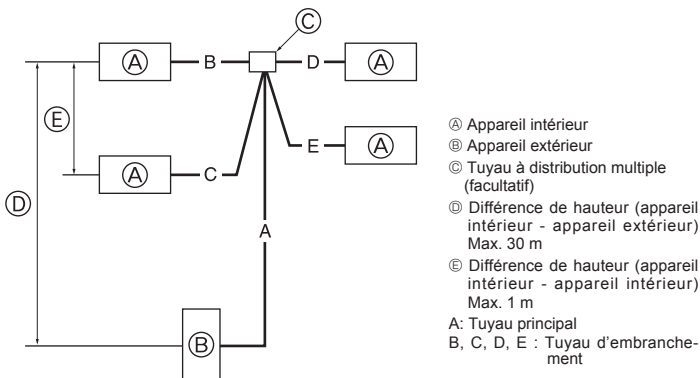 Ⓒ
Ⓐ B D Ⓐ
Ⓔ
Ⓐ C E Ⓐ
Ⓓ
A
Ⓑ
Ⓐ Appareil intérieur
Ⓑ Appareil extérieur
Ⓒ Tuyau à distribution multiple
(facultatif)
Ⓓ Différence de hauteur (appareil
intérieur - appareil extérieur)
Max. 30 m
Ⓔ Différence de hauteur (appareil
intérieur - appareil intérieur)
Max. 1 m
A: Tuyau principal
B, C, D, E : Tuyau d'embranche-
ment